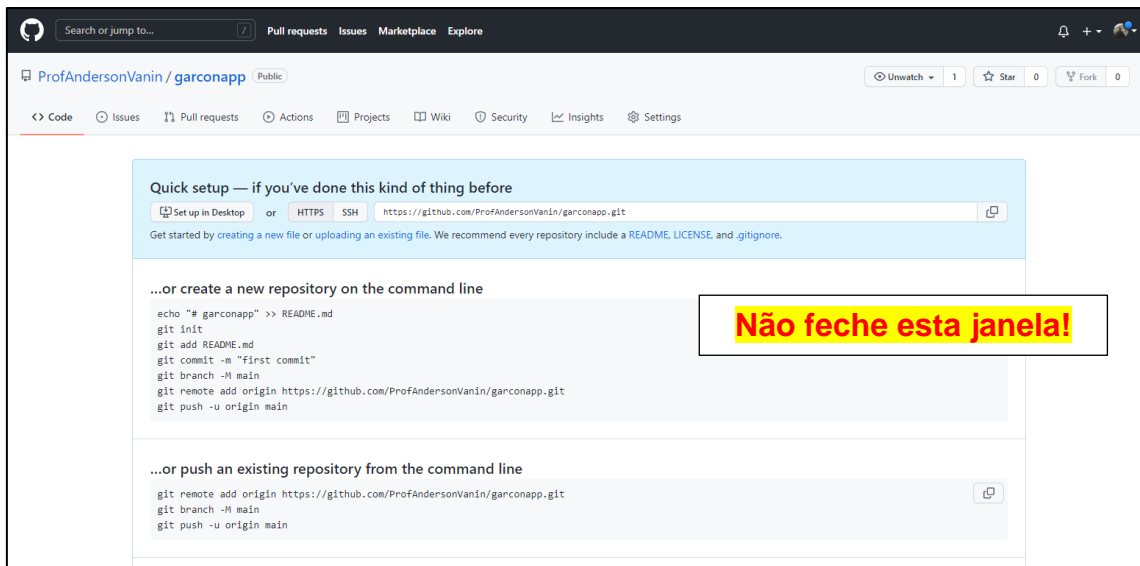 Search or jump to... / Pull requests Issues Marketplace Explore
ProfAndersonVanin / garconapp Public
Unwatch 1 Star 0 Fork 0
<> Code Issues Pull requests Actions Projects Wiki Security Insights Settings
Quick setup — if you've done this kind of thing before
Set up in Desktop or HTTPS SSH https://github.com/ProfAndersonVanin/garconapp.git
Get started by creating a new file or uploading an existing file. We recommend every repository include a README, LICENSE, and .gitignore.
...or create a new repository on the command line
echo "# garconapp" >> README.md
git init
git add README.md
git commit -m "first commit"
git branch -M main
git remote add origin https://github.com/ProfAndersonVanin/garconapp.git
git push -u origin main
Não feche esta janela!
...or push an existing repository from the command line
git remote add origin https://github.com/ProfAndersonVanin/garconapp.git
git branch -M main
git push -u origin main